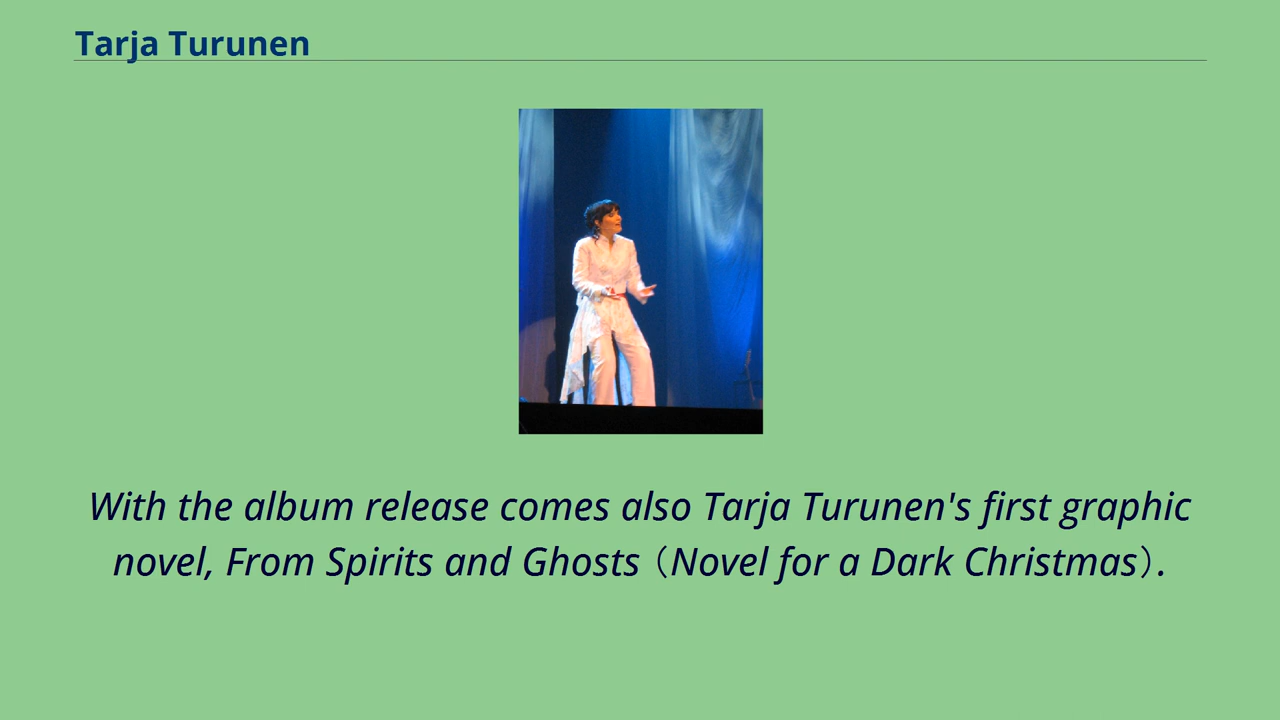 Tarja Turunen
With the album release comes also Tarja Turunen's first graphic
novel, From Spirits and Ghosts（Novel for a Dark Christmas）.